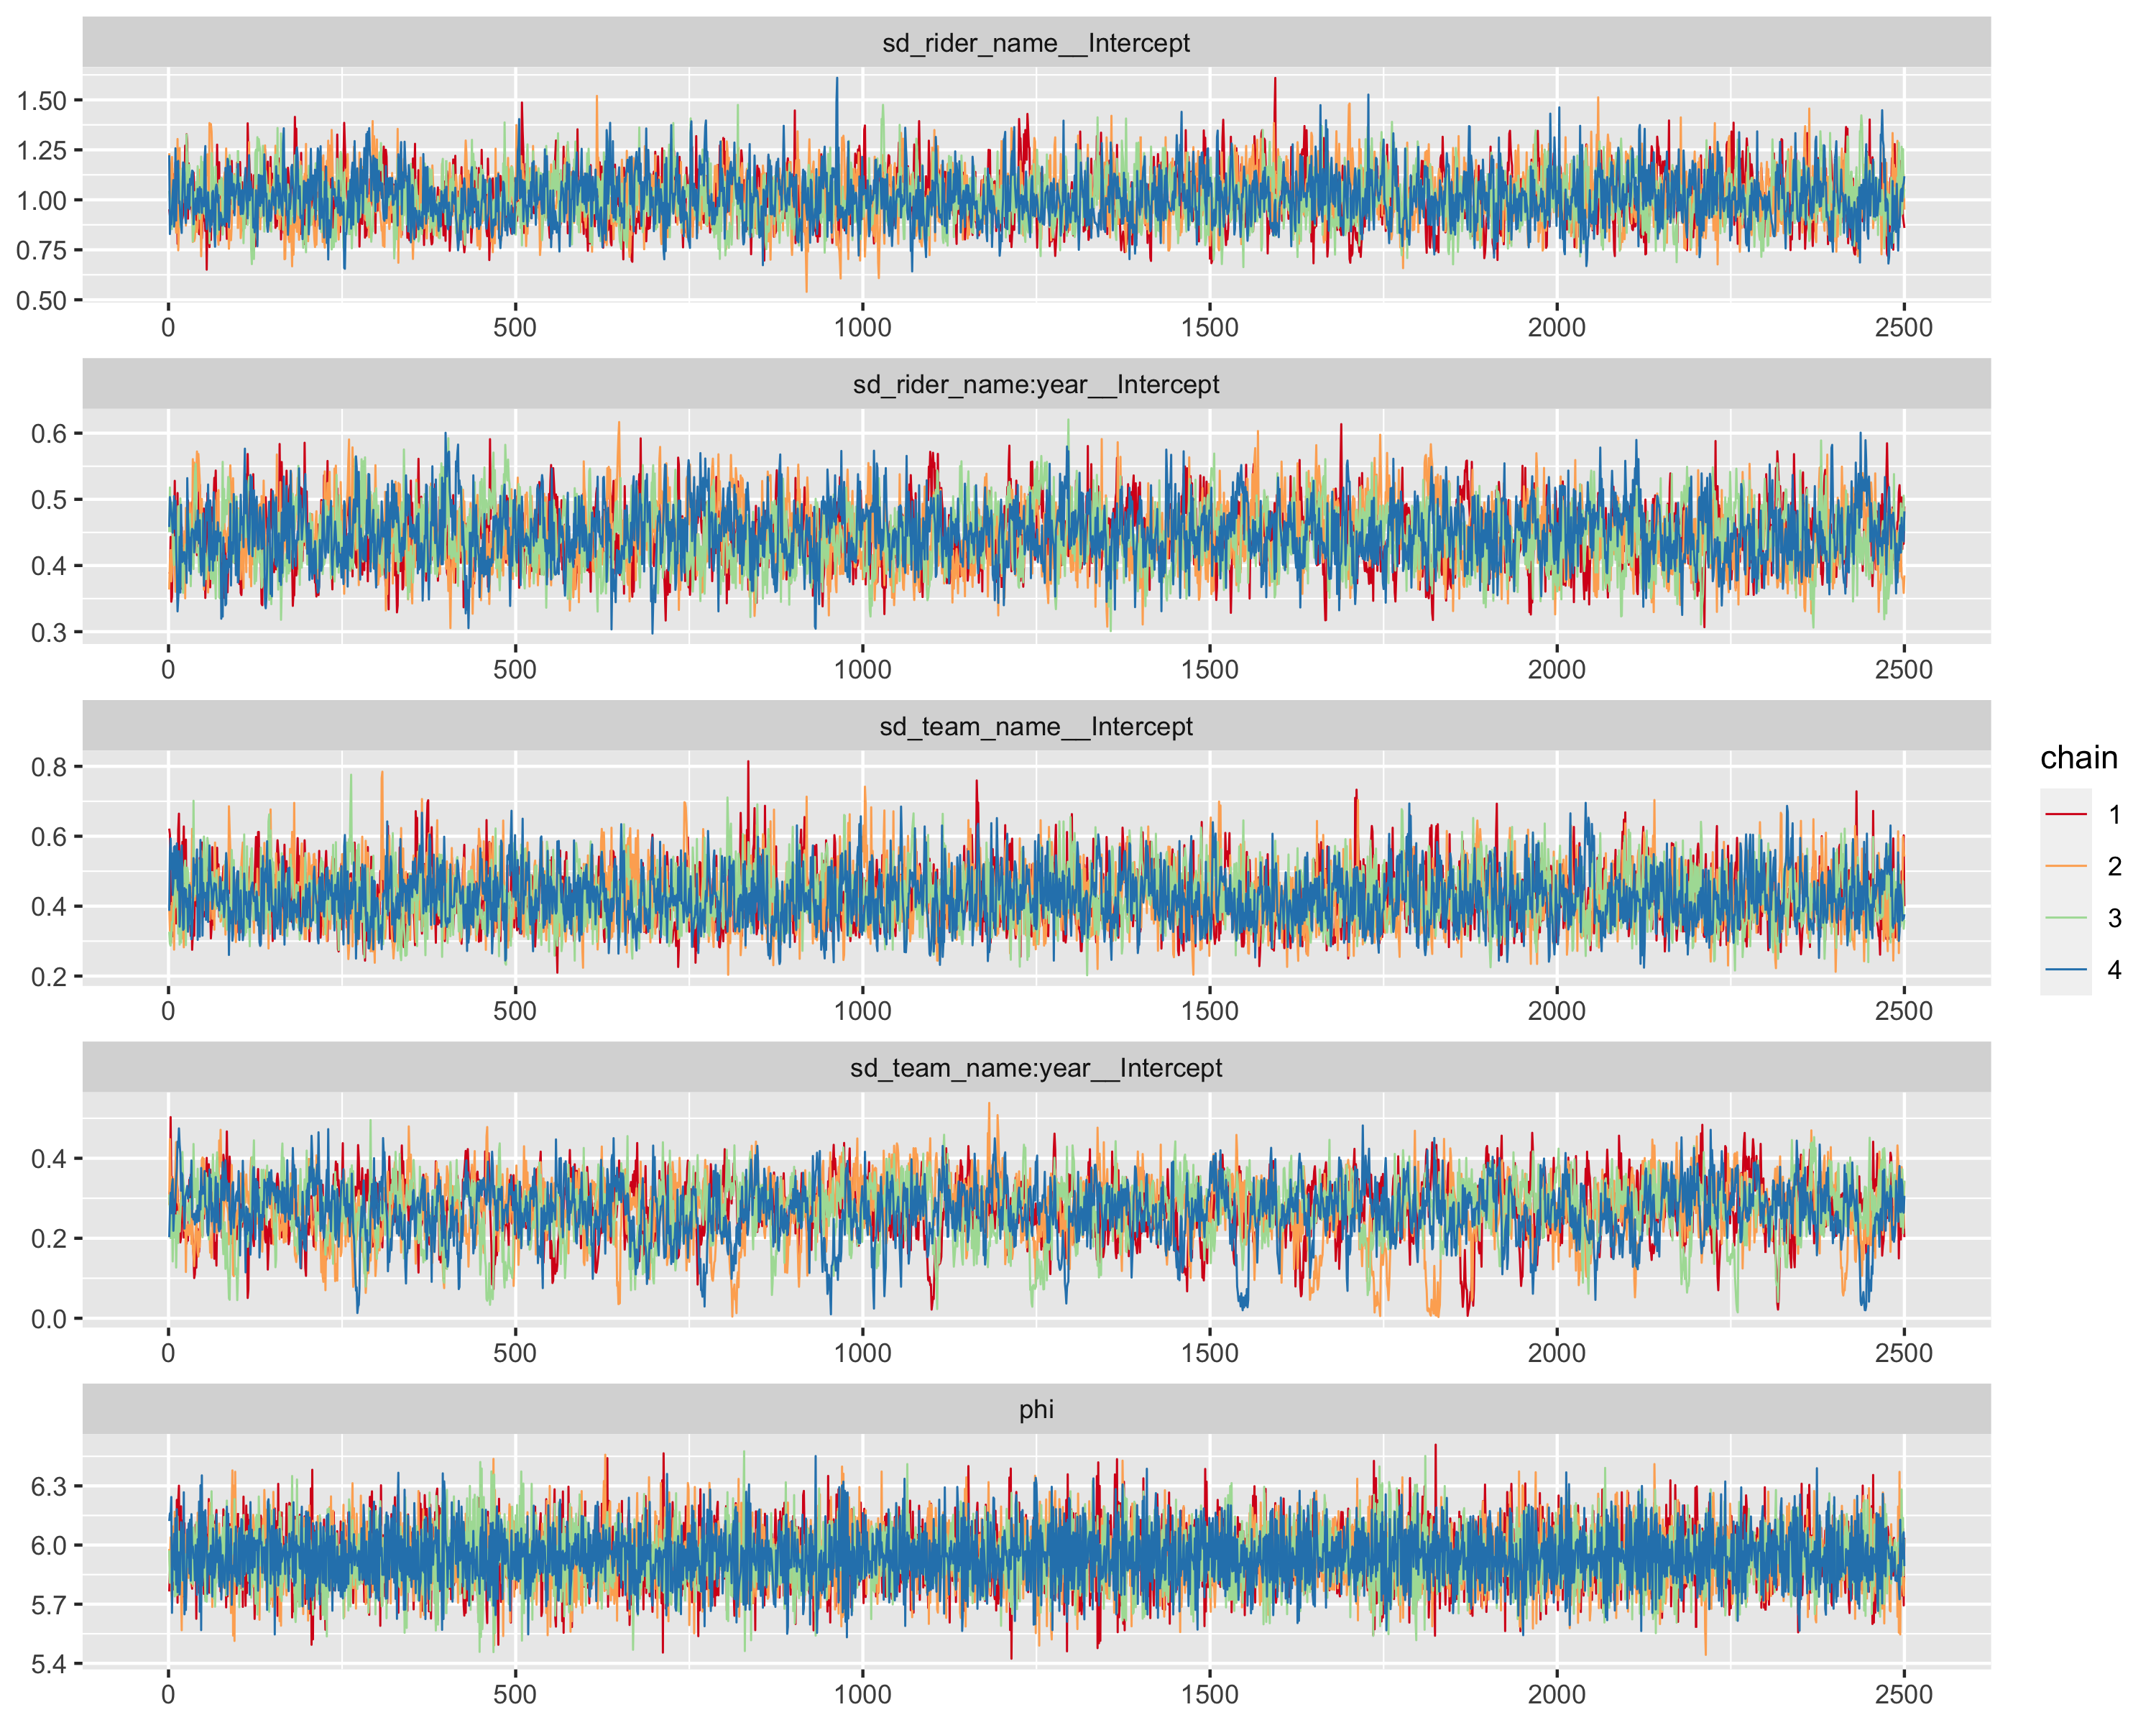 sd_rider_name__Intercept
1.50
1.25
1.00
0.75
0.50
0 500 1000 1500 2000 2500
sd_rider_name:year__Intercept
0.6
0.5
0.4
0.3
0 500 1000 1500 2000 2500
sd_team_name__Intercept
0.8
0.6
0.4
0.2
0 500 1000 1500 2000 2500
chain
1
2
3
4
sd_team_name:year__Intercept
0.4
0.2
0.0
0 500 1000 1500 2000 2500
phi
6.3
6.0
5.7
5.4
0 500 1000 1500 2000 2500